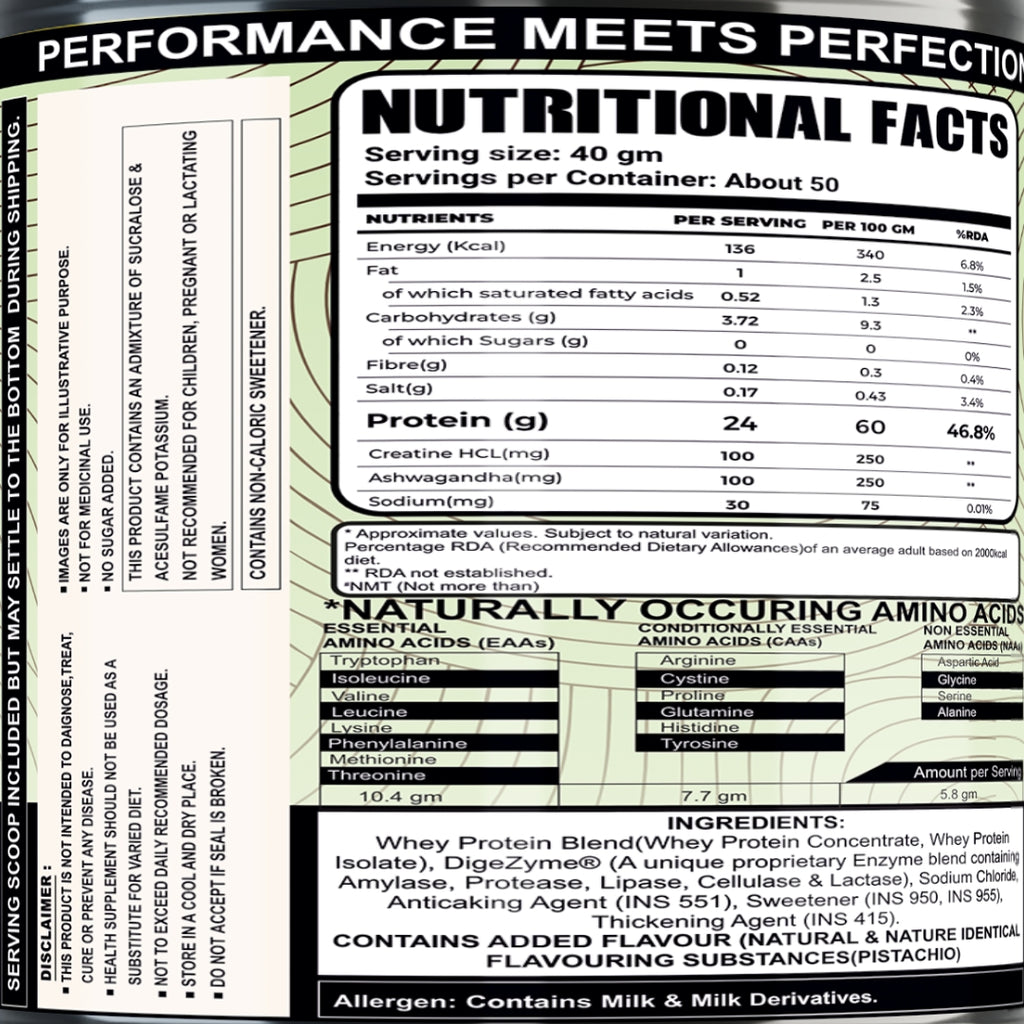 PERFORMANCE MEETS PERFECTION
SERVING SCOOP INCLUDED BUT MAY SETTLE TO THE BOTTOM DURING SHIPPING.
▪ IMAGES ARE ONLY FOR ILLUSTRATIVE PURPOSE.
▪ NOT FOR MEDICINAL USE.
▪ NO SUGAR ADDED.
THIS PRODUCT CONTAINS AN ADMIXTURE OF SUCRALOSE &
ACESULFAME POTASSIUM.
NOT RECOMMENDED FOR CHILDREN, PREGNANT OR LACTATING
WOMEN.
CONTAINS NON-CALORIC SWEETENER.
DISCLAIMER :
▪ THIS PRODUCT IS NOT INTENDED TO DAIGNOSE,TREAT,
CURE OR PREVENT ANY DISEASE.
▪ HEALTH SUPPLEMENT SHOULD NOT BE USED AS A
SUBSTITUTE FOR VARIED DIET.
▪ NOT TO EXCEED DAILY RECOMMENDED DOSAGE.
▪ STORE IN A COOL AND DRY PLACE.
▪ DO NOT ACCEPT IF SEAL IS BROKEN.
NUTRITIONAL FACTS
Serving size: 40 gm
Servings per Container: About 50
NUTRIENTS PER SERVING PER 100 GM %RDA
Energy (Kcal) 136 340 6.8%
Fat 1 2.5 1.5%
of which saturated fatty acids 0.52 1.3 2.3%
Carbohydrates (g) 3.72 9.3 **
of which Sugars (g) 0 0 0%
Fibre(g) 0.12 0.3 0.4%
Salt(g) 0.17 0.43 3.4%
Protein (g) 24 60 46.8%
Creatine HCL(mg) 100 250 **
Ashwagandha(mg) 100 250 **
Sodium(mg) 30 75 0.01%
* Approximate values. Subject to natural variation.
Percentage RDA (Recommended Dietary Allowances)of an average adult based on 2000kcal
diet.
** RDA not established.
*NMT (Not more than)
*NATURALLY OCCURING AMINO ACIDS
ESSENTIAL
AMINO ACIDS (EAAs)
Tryptophan
Isoleucine
Valine
Leucine
Lysine
Phenylalanine
Methionine
Threonine
10.4 gm
CONDITIONALLY ESSENTIAL
AMINO ACIDS (CAAs)
Arginine
Cystine
Proline
Glutamine
Histidine
Tyrosine
7.7 gm
NON ESSENTIAL
AMINO ACIDS (NAAs)
Aspartic Acid
Glycine
Serine
Alanine
Amount per Serving
5.8 gm
INGREDIENTS:
Whey Protein Blend(Whey Protein Concentrate, Whey Protein
Isolate), DigeZyme® (A unique proprietary Enzyme blend containing
Amylase, Protease, Lipase, Cellulase & Lactase), Sodium Chloride,
Anticaking Agent (INS 551), Sweetener (INS 950, INS 955),
Thickening Agent (INS 415).
CONTAINS ADDED FLAVOUR (NATURAL & NATURE IDENTICAL
FLAVOURING SUBSTANCES(PISTACHIO)
Allergen: Contains Milk & Milk Derivatives.